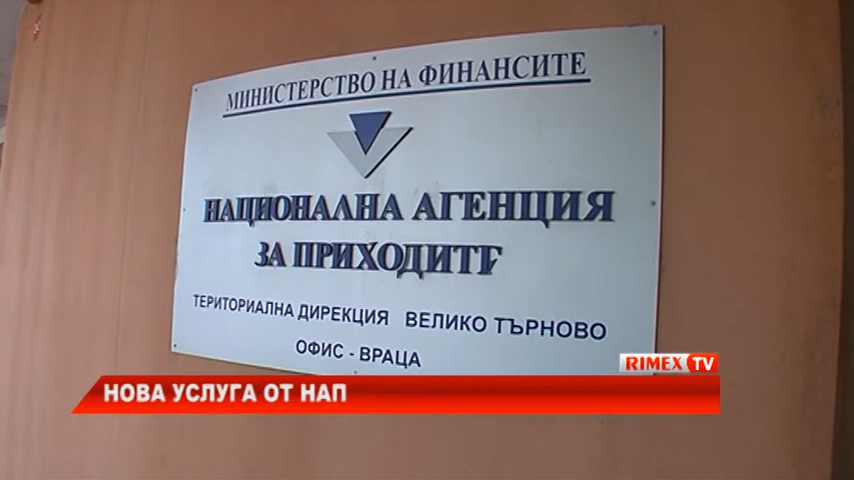 МИНИСТЕРСТВО НА ФИНАНСИТЕ
НАЦИОНАЛНА АГЕНЦИЯ
ЗА ПРИХОДИТЕ
ТЕРИТОРИАЛНА ДИРЕКЦИЯ ВЕЛИКО ТЪРНОВО
ОФИС - ВРАЦА
RIMEX TV
НОВА УСЛУГА ОТ НАП